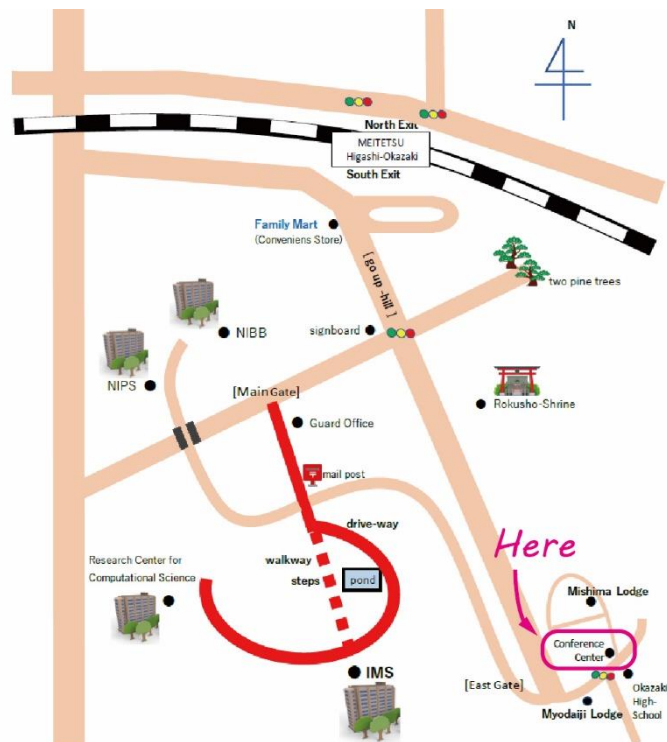 N
North Exit
MEITETSU
Higashi-Okazaki
South Exit
Family Mart
(Conveniens Store)
[ go up -hill ]
two pine trees
signboard
NIBB
NIPS
[Main Gate]
Rokusho-Shrine
Guard Office
mail post
drive-way
Research Center for
Computational Science
walkway
steps
pond
Here
Mishima Lodge
Conference
Center
IMS
[East Gate]
Okazaki
High-
School
Myodaiji Lodge